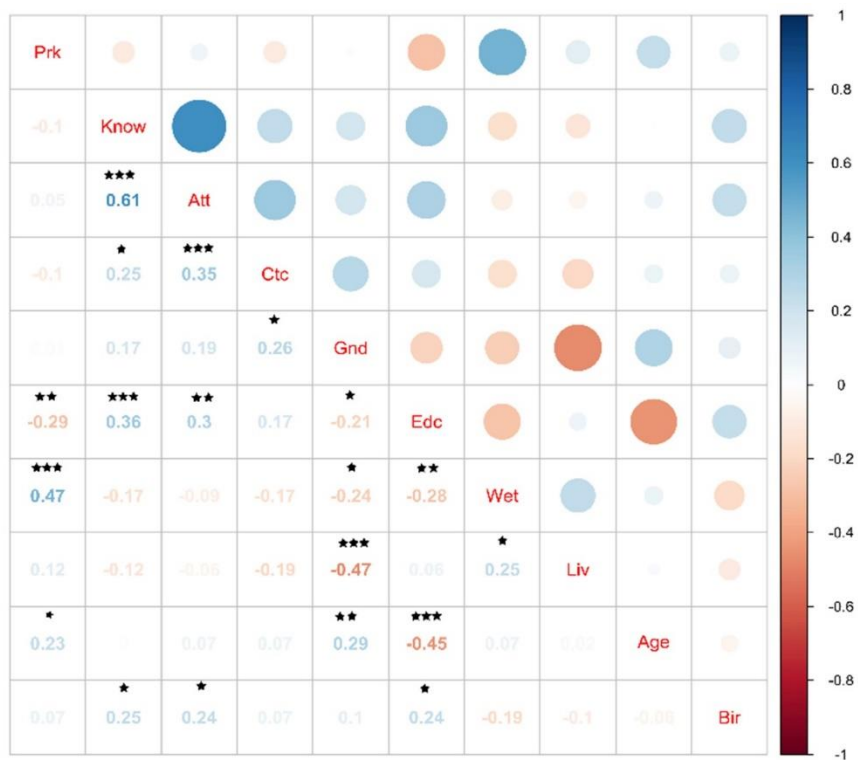 Prk
-0.1 Know
★★★
0.05 0.61 Att
★ ★★★
-0.1 0.25 0.35 Ctc
★
0.17 0.19 0.26 Gnd
★★ ★★★ ★★ ★
-0.29 0.36 0.3 0.17 -0.21 Edc
★★★ ★ ★★
0.47 -0.17 -0.09 -0.17 -0.24 -0.28 Wet
★★★ ★
0.12 -0.12 -0.19 -0.47 0.06 0.25 Liv
★ ★★ ★★★
0.23 0.07 0.07 0.29 -0.45 0.07 0.02 Age
★ ★ ★
0.07 0.25 0.24 0.07 0.1 0.24 -0.19 -0.1 -0.08 Bir
1
0.8
0.6
0.4
0.2
0
-0.2
-0.4
-0.6
-0.8
-1